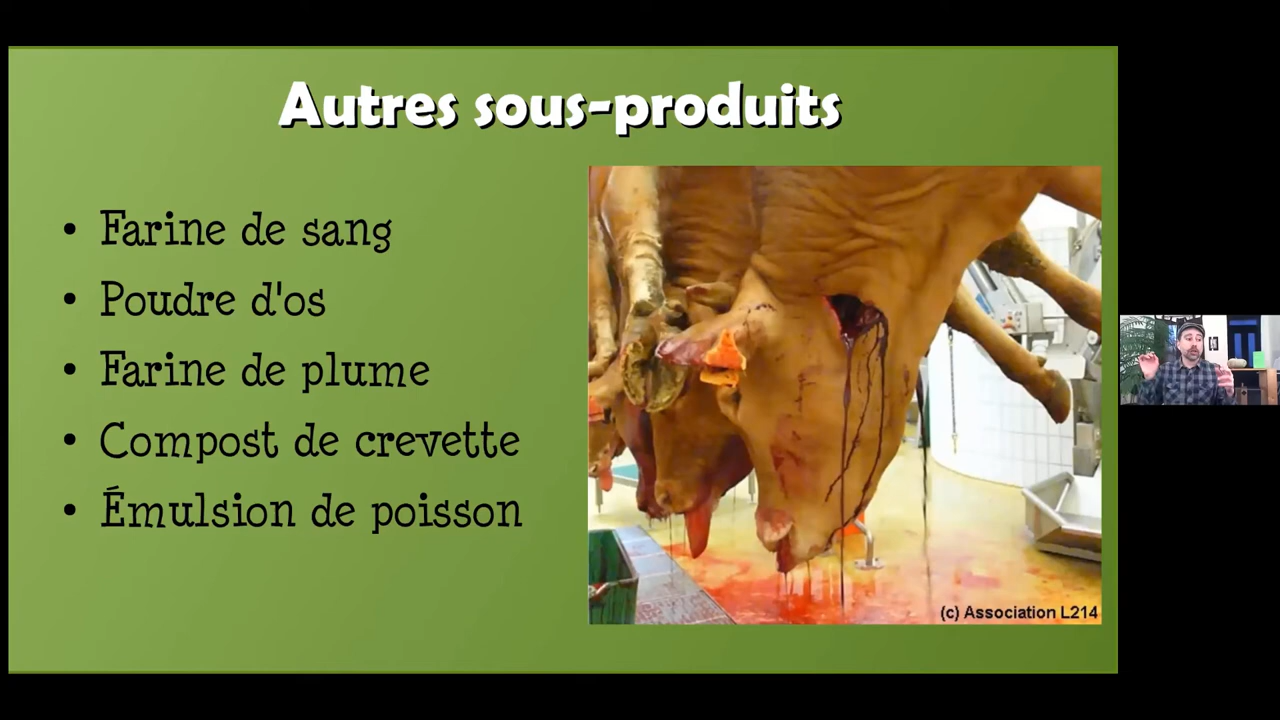 Autres sous-produits
• Farine de sang
• Poudre d'os
• Farine de plume
• Compost de crevette
• Émulsion de poisson
(c) Association L214